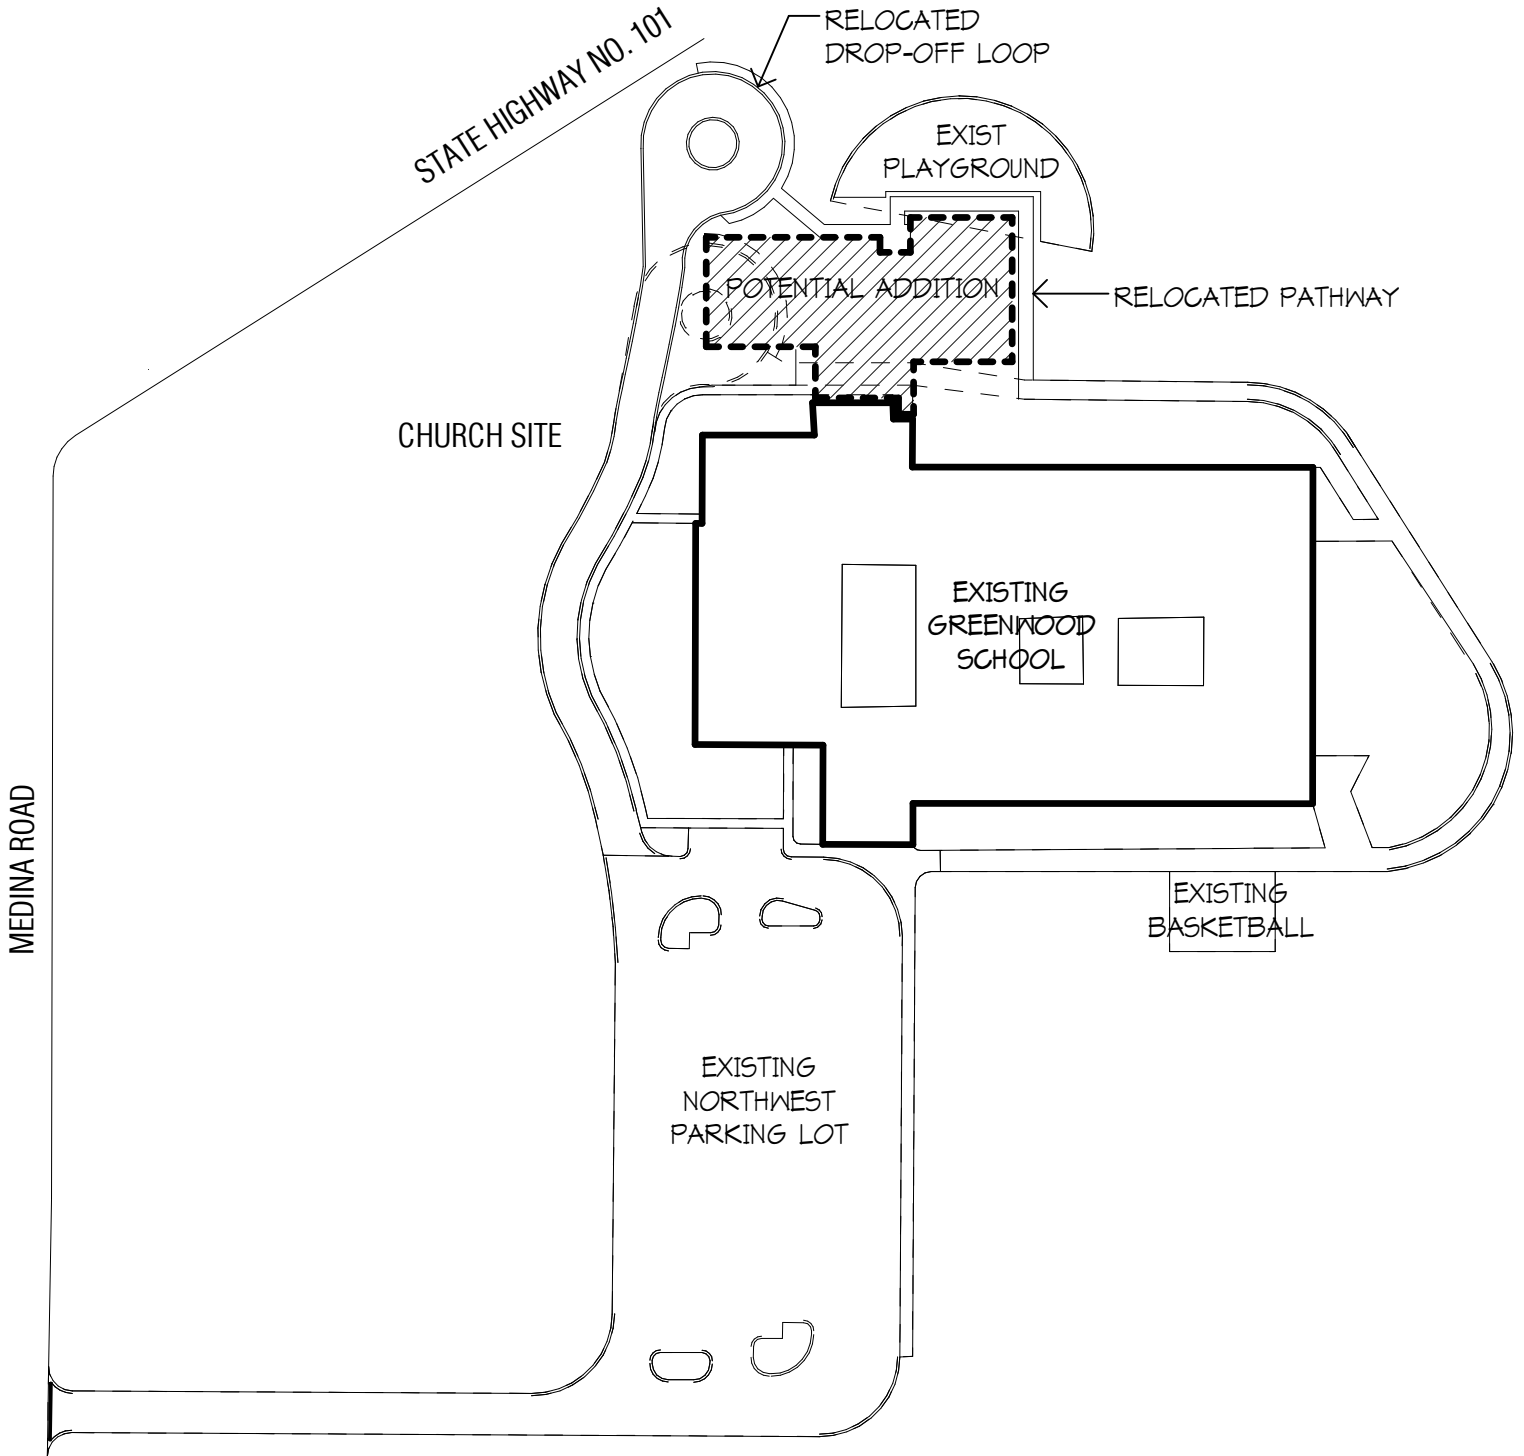 STATE HIGHWAY NO. 101
RELOCATED
DROP-OFF LOOP
EXIST
PLAYGROUND
POTENTIAL ADDITION
RELOCATED PATHWAY
CHURCH SITE
EXISTING
GREENWOOD
SCHOOL
MEDINA ROAD
EXISTING
BASKETBALL
EXISTING
NORTHWEST
PARKING LOT